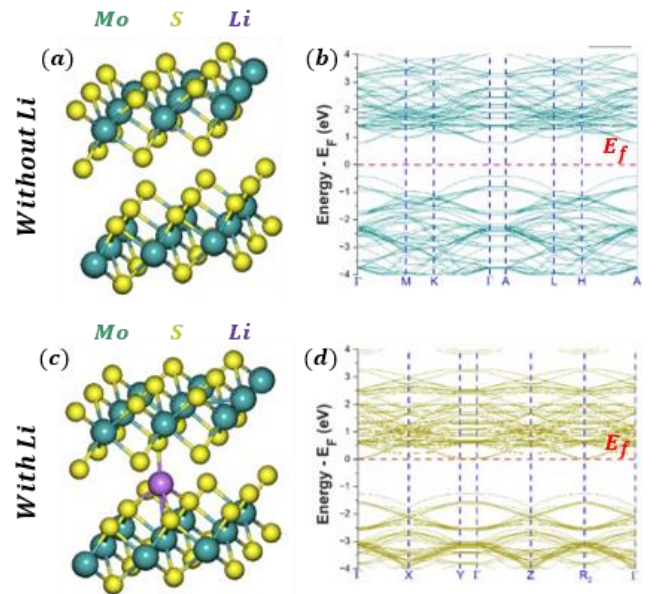 Mo S Li
Without Li
(a)
(b)
Energy - E_F (eV)
4
3
2
1
0
-1
-2
-3
-4
E_f
Γ M K Γ A L H A
Mo S Li
With Li
(c)
(d)
Energy - E_F (eV)
4
3
2
1
0
-1
-2
-3
-4
E_f
Γ X Y Γ Z R₂ Γ